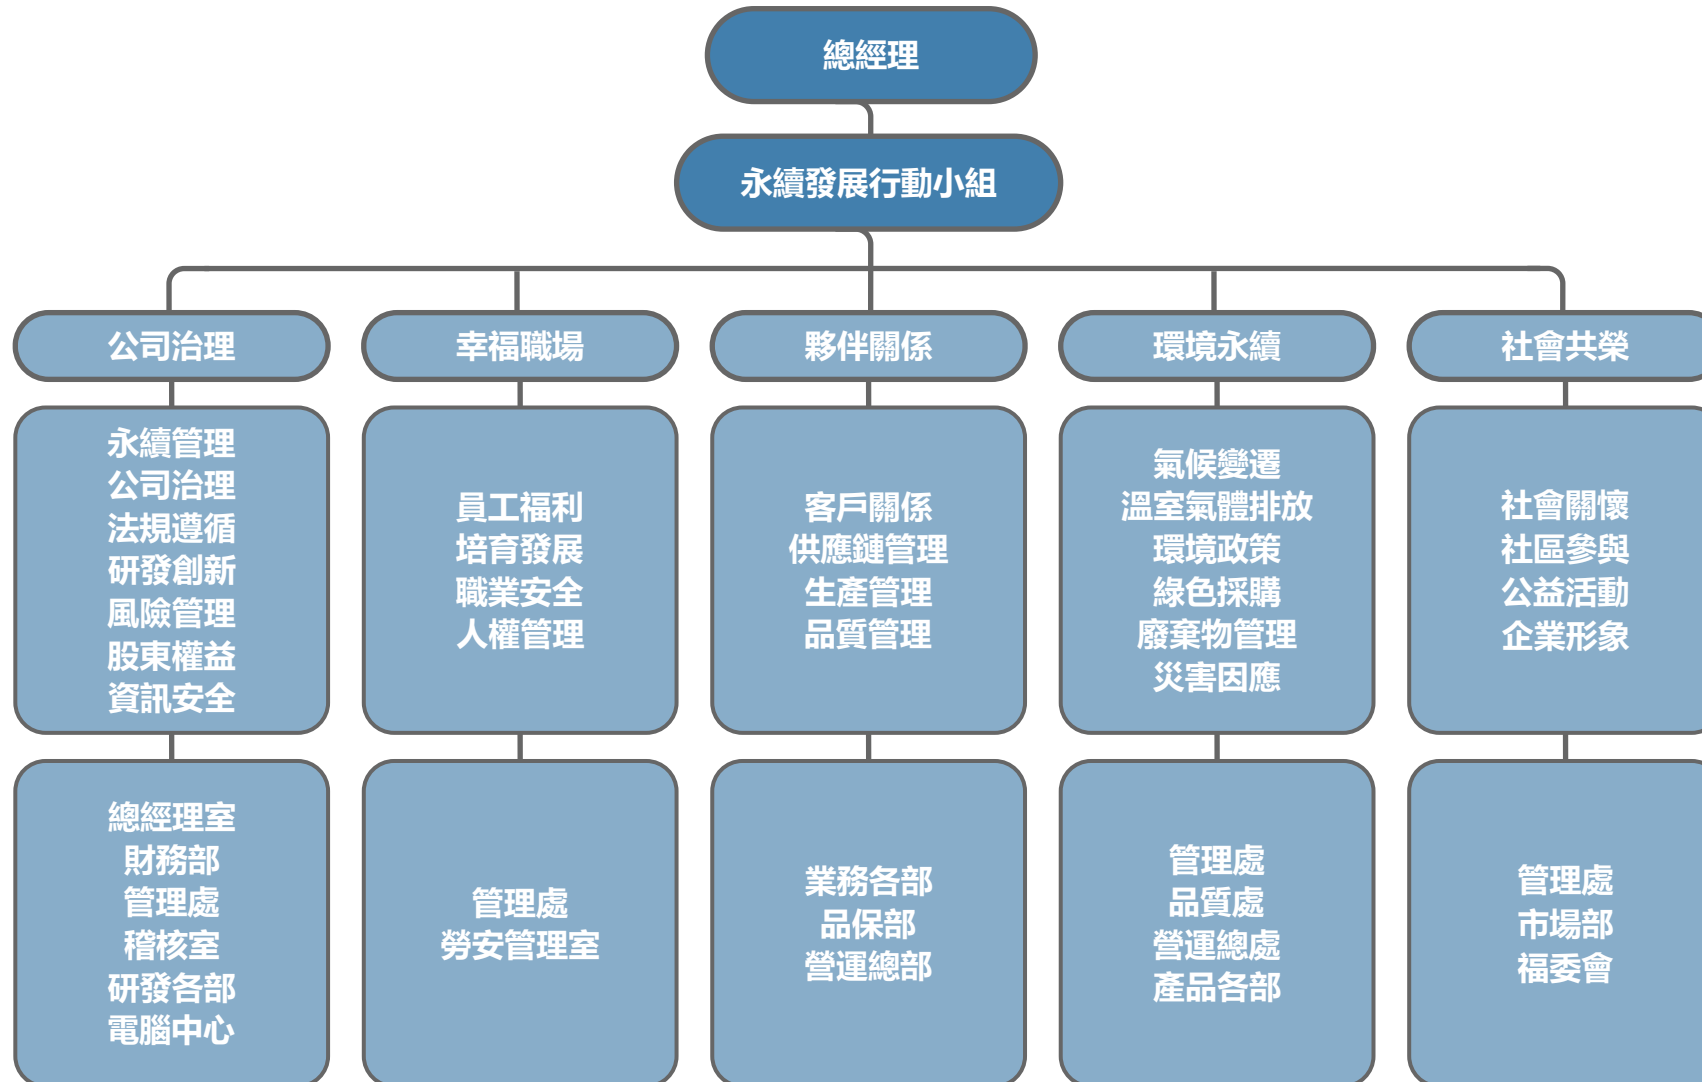 總經理
永續發展行動小組
公司治理
幸福職場
夥伴關係
環境永續
社會共榮
永續管理
公司治理
法規遵循
研發創新
風險管理
股東權益
資訊安全
員工福利
培育發展
職業安全
人權管理
客戶關係
供應鏈管理
生產管理
品質管理
氣候變遷
溫室氣體排放
環境政策
綠色採購
廢棄物管理
災害因應
社會關懷
社區參與
公益活動
企業形象
總經理室
財務部
管理處
稽核室
研發各部
電腦中心
管理處
勞安管理室
業務各部
品保部
營運總部
管理處
品質處
營運總處
產品各部
管理處
市場部
福委會